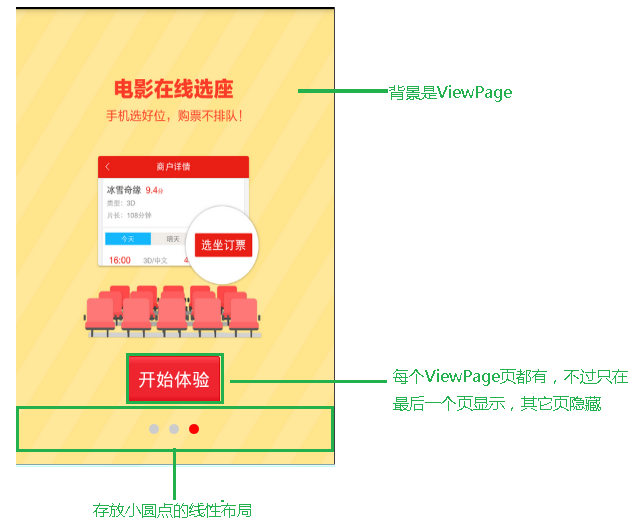 电影在线选座
手机选好位，购票不排队！
背景是ViewPage
商户详情
冰雪奇缘 9.4分
类型：3D
片长：108分钟
今天 明天
选坐订票
16:00 3D/中文 4
开始体验
每个ViewPage页都有，不过只在
最后一个页显示，其它页隐藏
存放小圆点的线性布局